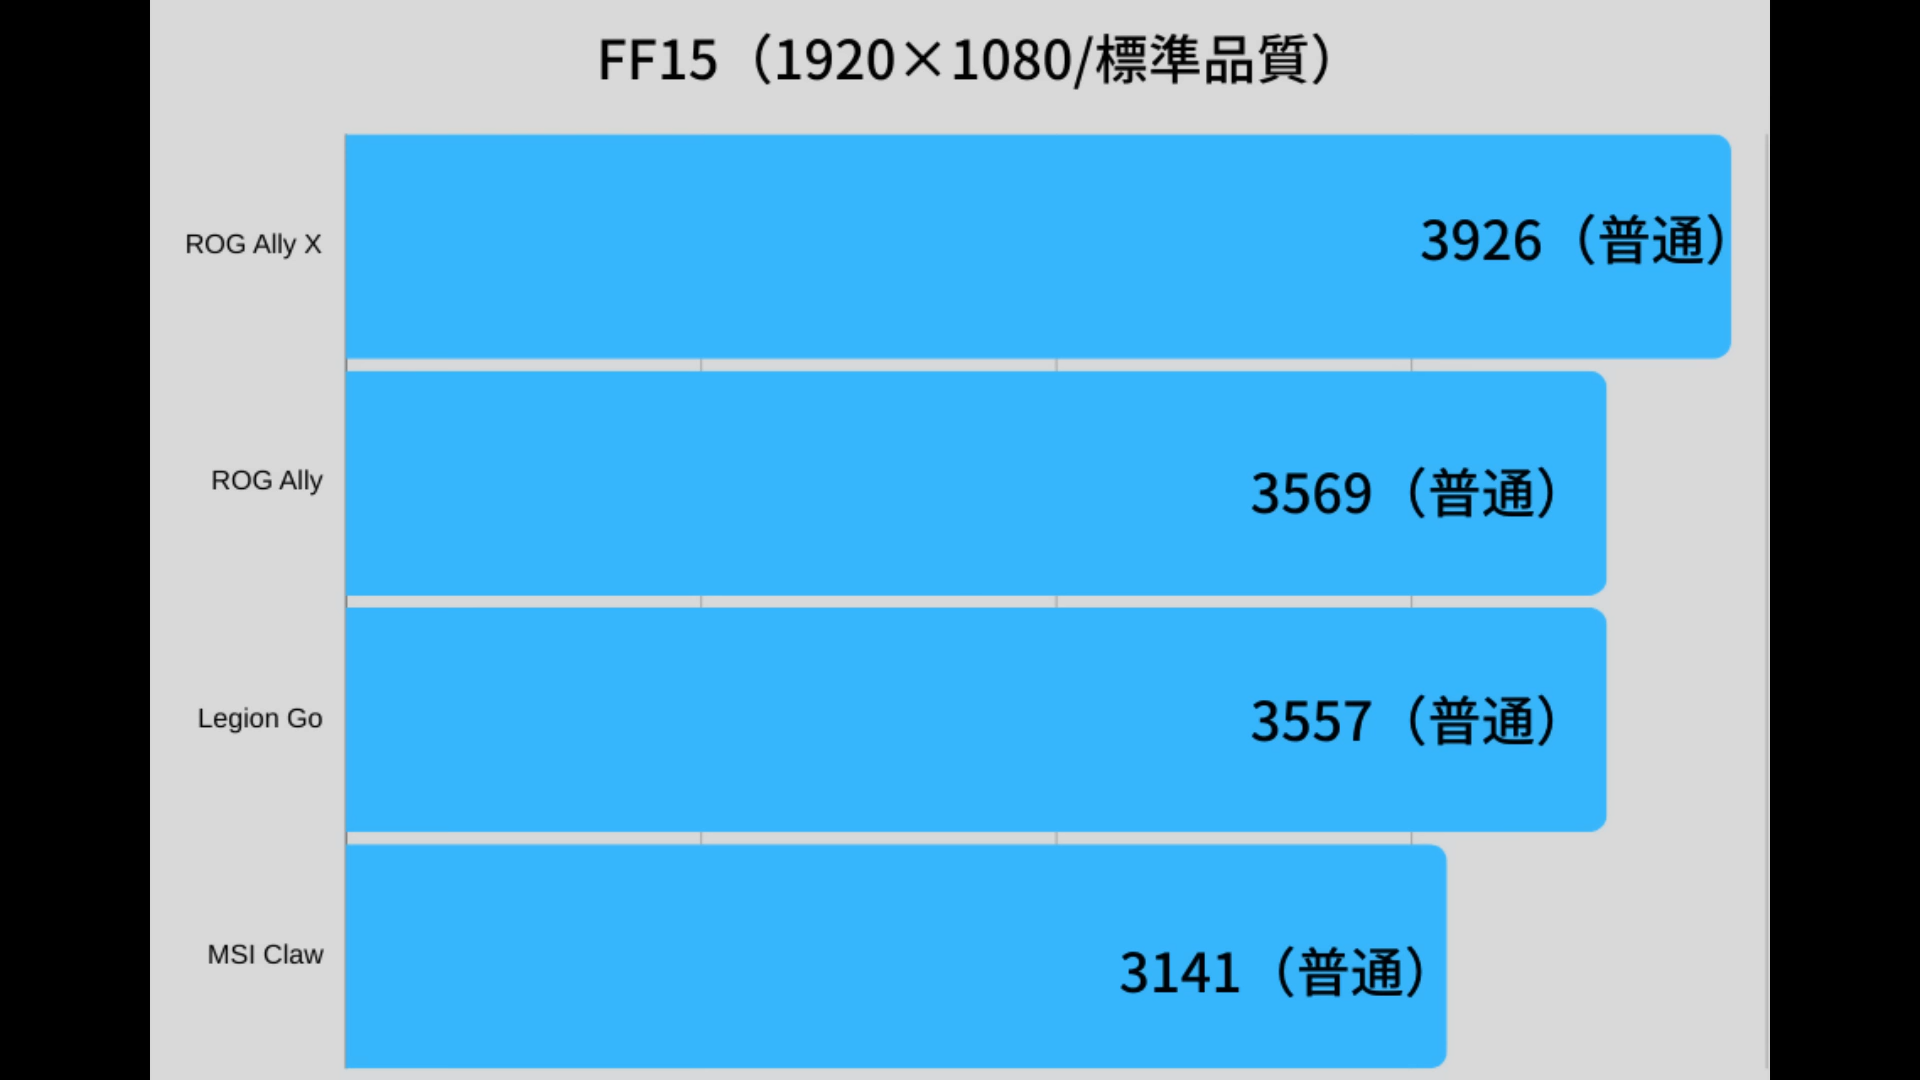 FF15（1920×1080/標準品質）
ROG Ally X 3926（普通）
ROG Ally 3569（普通）
Legion Go 3557（普通）
MSI Claw 3141（普通）